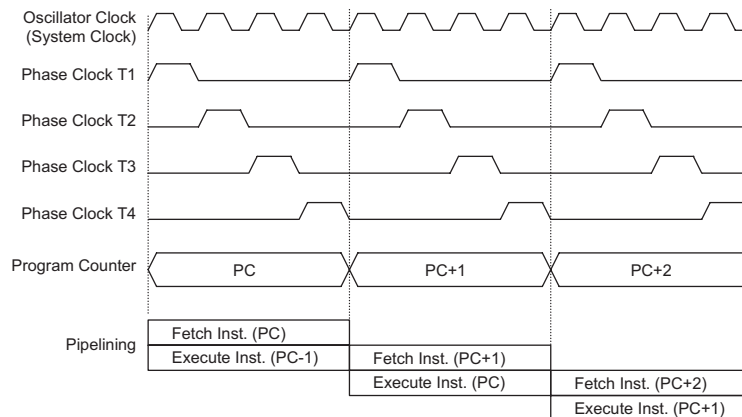 Oscillator Clock
(System Clock)
Phase Clock T1
Phase Clock T2
Phase Clock T3
Phase Clock T4
Program Counter
PC
PC+1
PC+2
Pipelining
Fetch Inst. (PC)
Execute Inst. (PC-1)
Fetch Inst. (PC+1)
Execute Inst. (PC)
Fetch Inst. (PC+2)
Execute Inst. (PC+1)